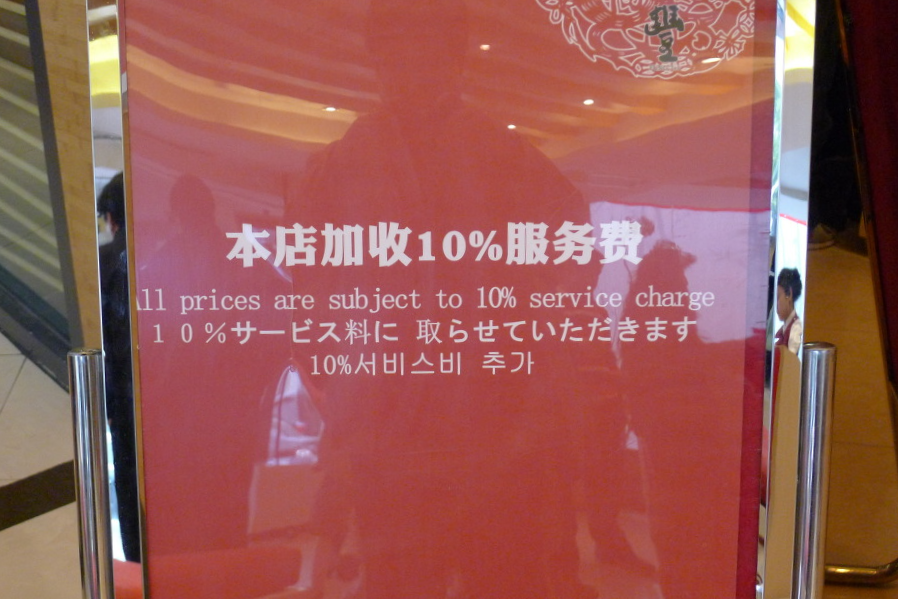 豐
本店加收10%服务费
All prices are subject to 10% service charge
１０％サービス料に 取らせていただきます
10%서비스비 추가